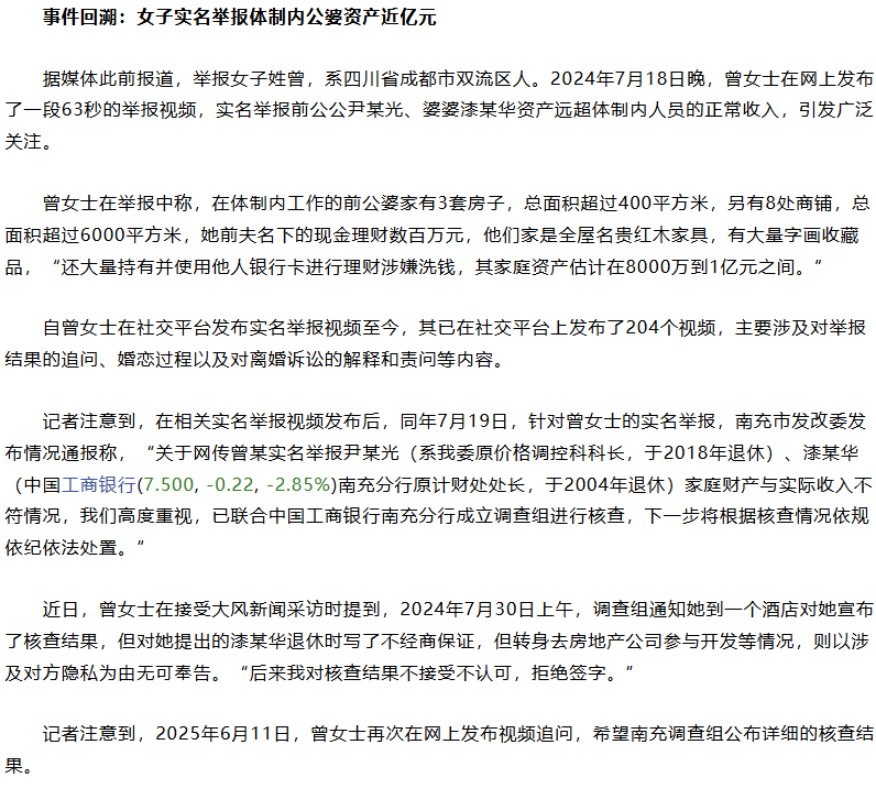 事件回溯：女子实名举报体制内公婆资产近亿元
据媒体此前报道，举报女子姓曾，系四川省成都市双流区人。2024年7月18日晚，曾女士在网上发布
了一段63秒的举报视频，实名举报前公公尹某光、婆婆漆某华资产远超体制内人员的正常收入，引发广泛
关注。
曾女士在举报中称，在体制内工作的前公婆家有3套房子，总面积超过400平方米，另有8处商铺，总
面积超过6000平方米，她前夫名下的现金理财数百万元，他们家是全屋名贵红木家具，有大量字画收藏
品，“还大量持有并使用他人银行卡进行理财涉嫌洗钱，其家庭资产估计在8000万到1亿元之间。”
自曾女士在社交平台发布实名举报视频至今，其已在社交平台上发布了204个视频，主要涉及对举报
结果的追问、婚恋过程以及对离婚诉讼的解释和责问等内容。
记者注意到，在相关实名举报视频发布后，同年7月19日，针对曾女士的实名举报，南充市发改委发
布情况通报称，“关于网传曾某实名举报尹某光（系我委原价格调控科科长，于2018年退休）、漆某华
（中国工商银行(7.500, -0.22, -2.85%)南充分行原计财处处长，于2004年退休）家庭财产与实际收入不
符情况，我们高度重视，已联合中国工商银行南充分行成立调查组进行核查，下一步将根据核查情况依规
依纪依法处置。”
近日，曾女士在接受大风新闻采访时提到，2024年7月30日上午，调查组通知她到一个酒店对她宣布
了核查结果，但对她提出的漆某华退休时写了不经商保证，但转身去房地产公司参与开发等情况，则以涉
及对方隐私为由无可奉告。“后来我对核查结果不接受不认可，拒绝签字。”
记者注意到，2025年6月11日，曾女士再次在网上发布视频追问，希望南充调查组公布详细的核查结
果。